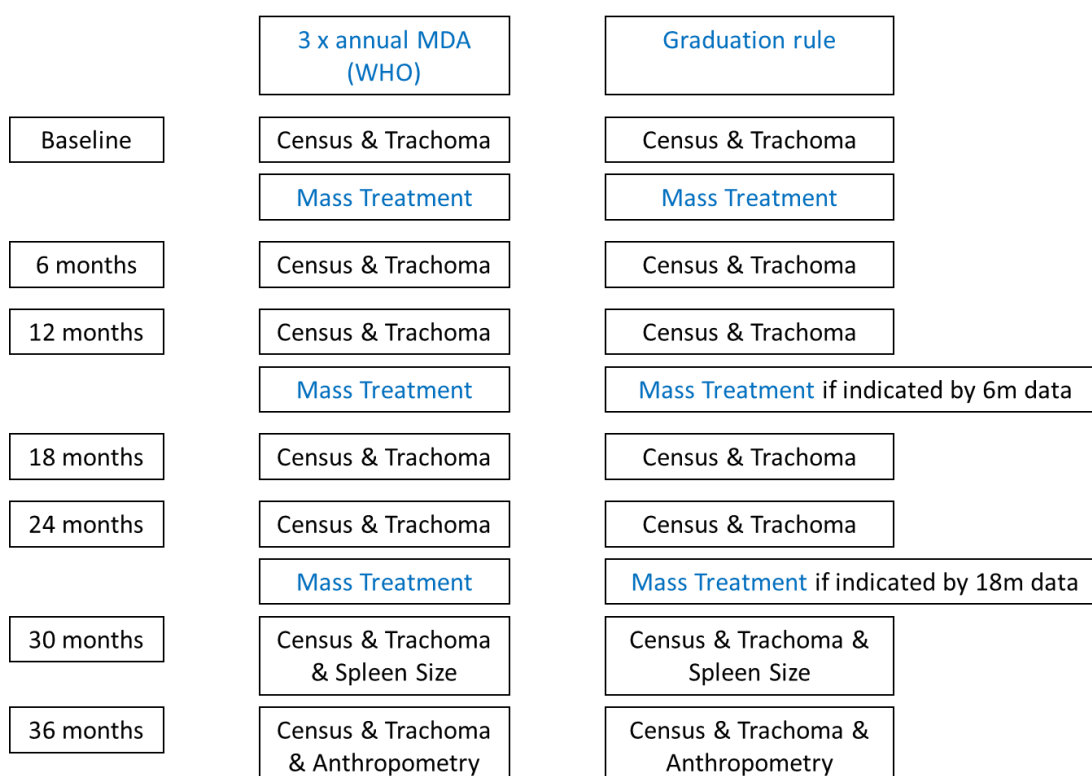 3 x annual MDA
(WHO)
Graduation rule
Baseline
Census & Trachoma
Census & Trachoma
Mass Treatment
Mass Treatment
6 months
Census & Trachoma
Census & Trachoma
12 months
Census & Trachoma
Census & Trachoma
Mass Treatment
Mass Treatment if indicated by 6m data
18 months
Census & Trachoma
Census & Trachoma
24 months
Census & Trachoma
Census & Trachoma
Mass Treatment
Mass Treatment if indicated by 18m data
30 months
Census & Trachoma
& Spleen Size
Census & Trachoma &
Spleen Size
36 months
Census & Trachoma
& Anthropometry
Census & Trachoma &
Anthropometry